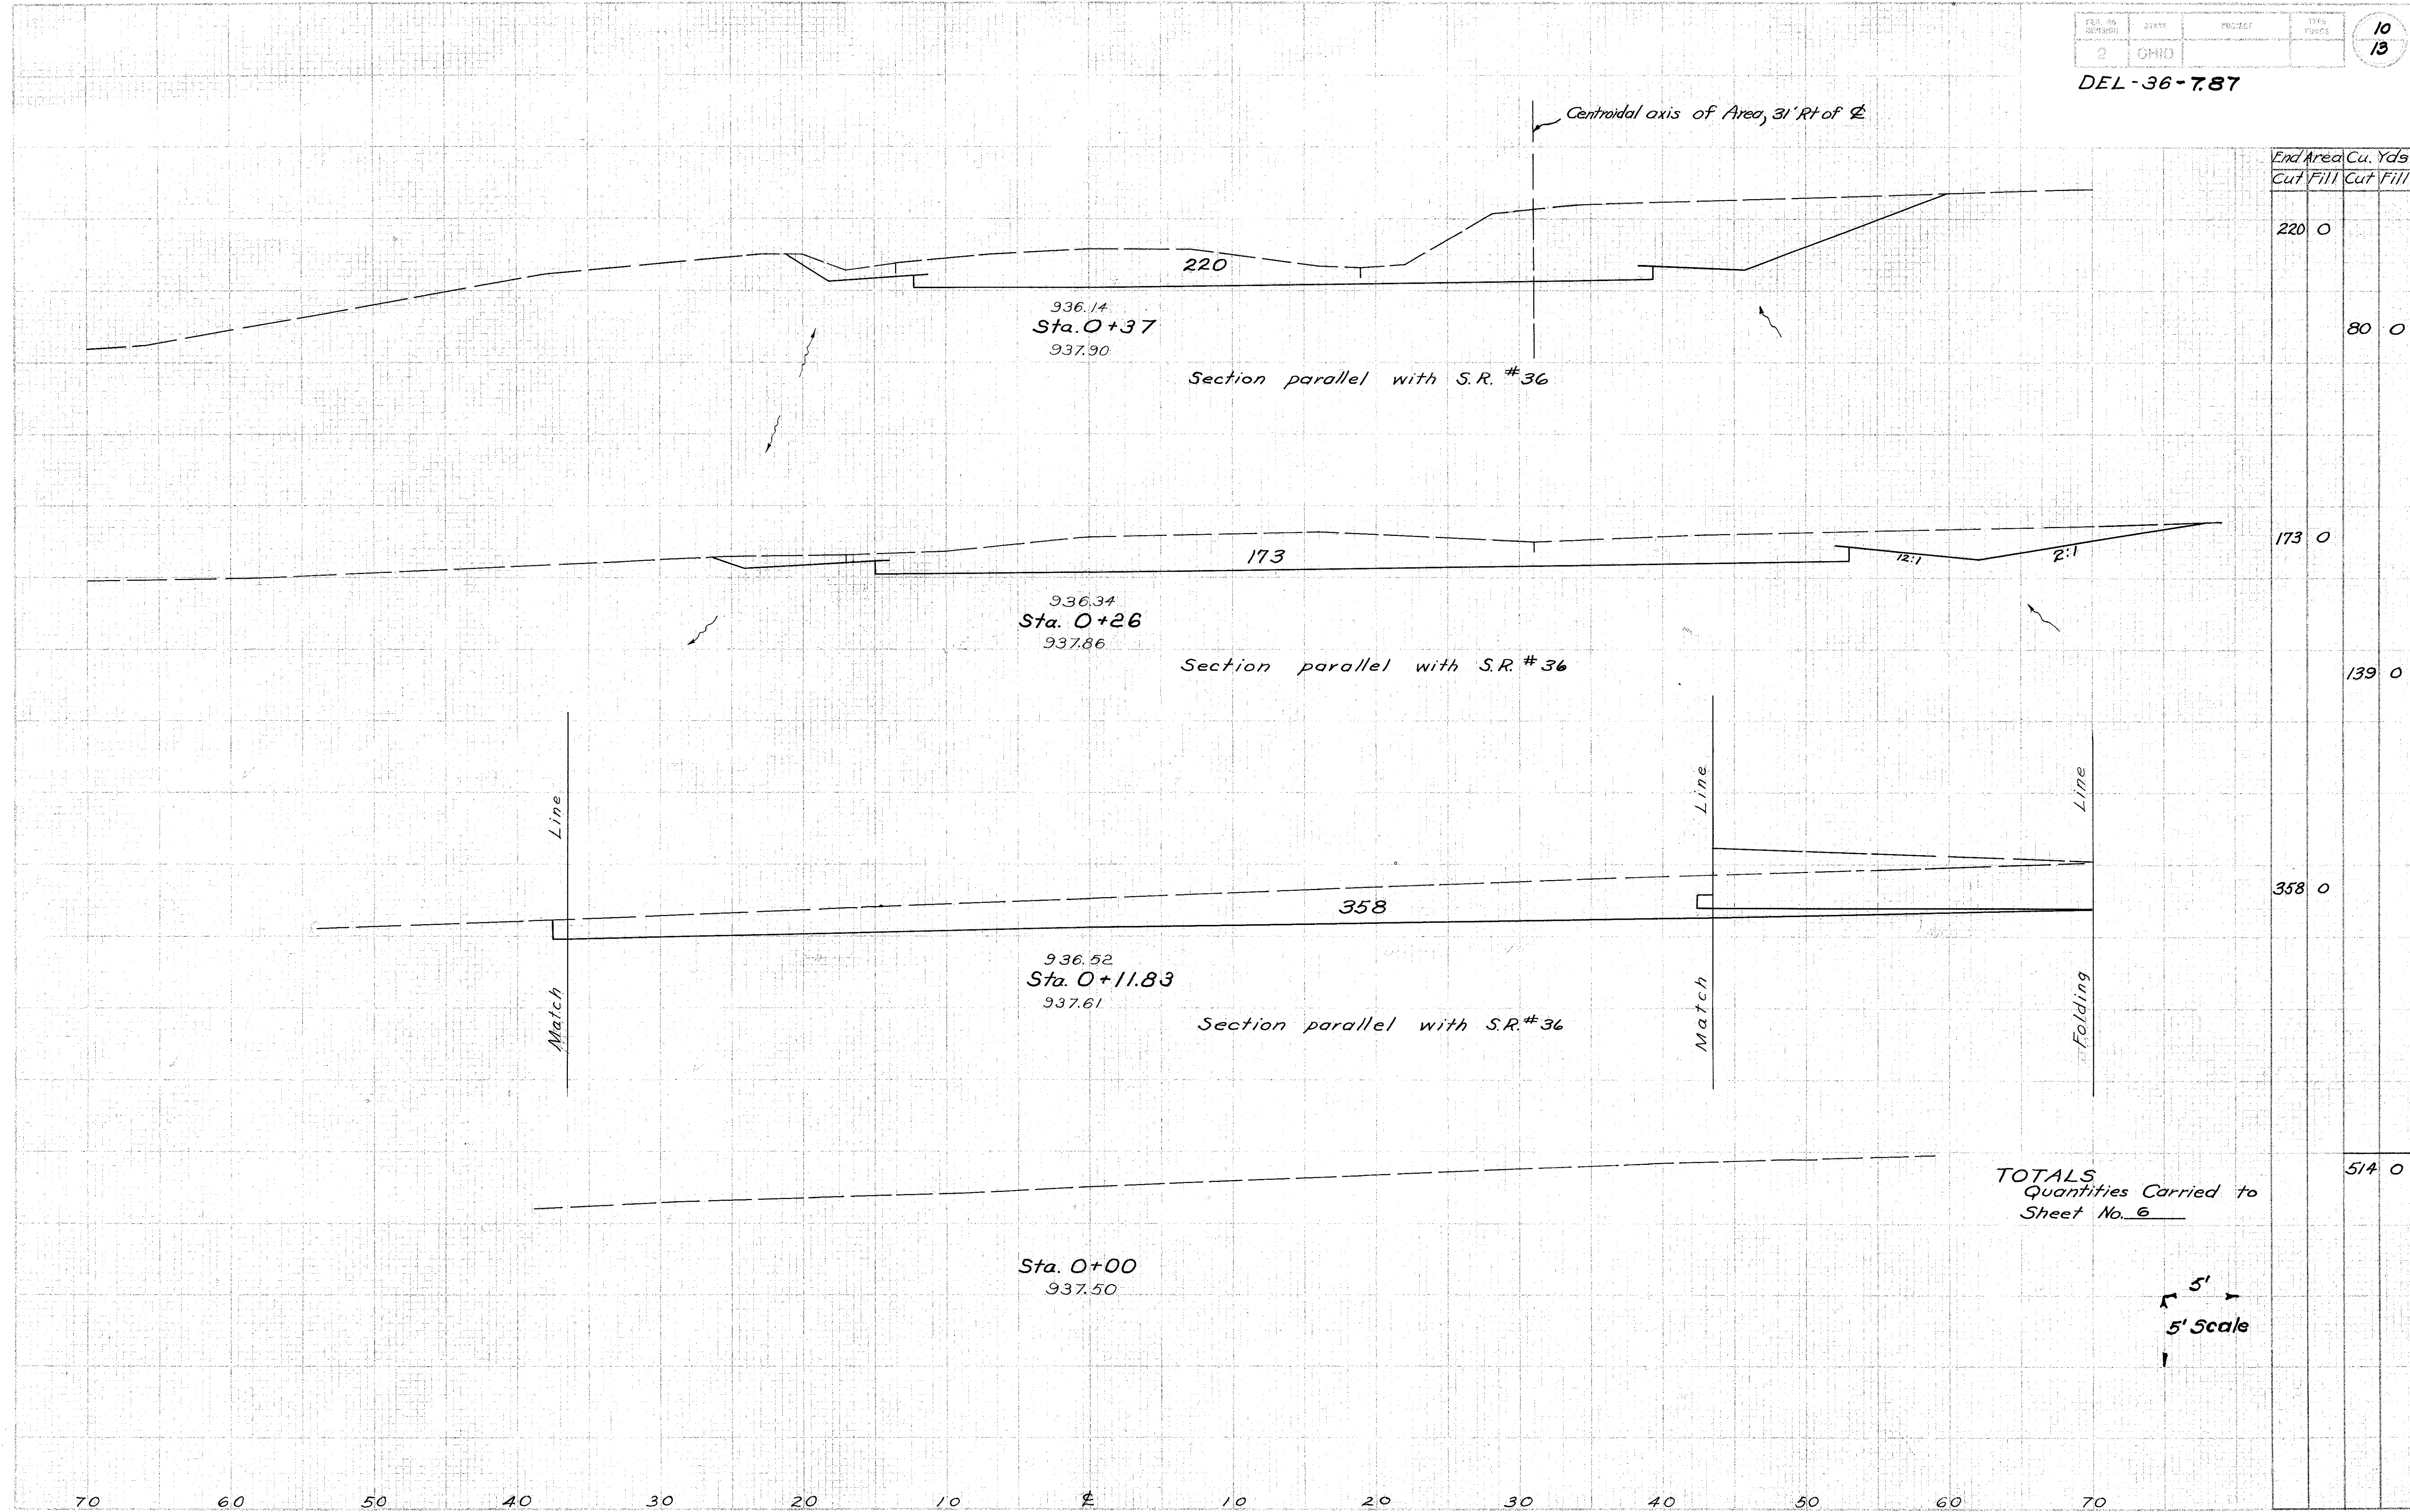 FED. RD. DIVISION STATE PROJECT TYPE FUNDS
2 OHIO
10
13
DEL-36-7.87
Centroidal axis of Area, 31' Rt of ℄
End Area Cu. Yds
Cut Fill Cut Fill
220 0
220
936.14
Sta. 0+37
937.90
80 0
Section parallel with S.R. #36
173 0
173
12:1
2:1
936.34
Sta. 0+26
937.86
Section parallel with S.R. #36
139 0
Match Line
Match Line
Folding Line
358 0
358
936.52
Sta. 0+11.83
937.61
Section parallel with S.R. #36
514 0
TOTALS
Quantities Carried to
Sheet No. 6
Sta. 0+00
937.50
5'
5' Scale
70 60 50 40 30 20 10 ℄ 10 20 30 40 50 60 70